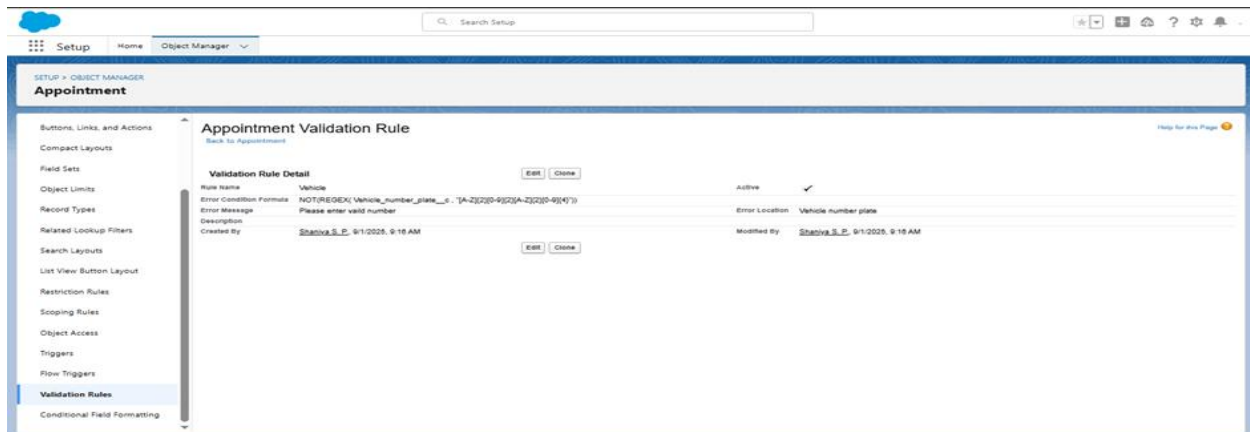 Search Setup
Setup Home Object Manager
SETUP > OBJECT MANAGER
Appointment
Buttons, Links, and Actions
Compact Layouts
Field Sets
Object Limits
Record Types
Related Lookup Filters
Search Layouts
List View Button Layout
Restriction Rules
Scoping Rules
Object Access
Triggers
Flow Triggers
Validation Rules
Conditional Field Formatting
Appointment Validation Rule
Help for this Page
Back to Appointment
Validation Rule Detail Edit Clone
Rule Name Vehicle Active
Error Condition Formula NOT(REGEX( Vehicle_number_plate__c , "[A-Z]{2}[0-9]{2}[A-Z]{2}[0-9]{4}"))
Error Message Please enter vaild number Error Location Vehicle number plate
Description
Created By Shaniya S. P., 9/1/2025, 9:16 AM Modified By Shaniya S. P., 9/1/2025, 9:16 AM
Edit Clone